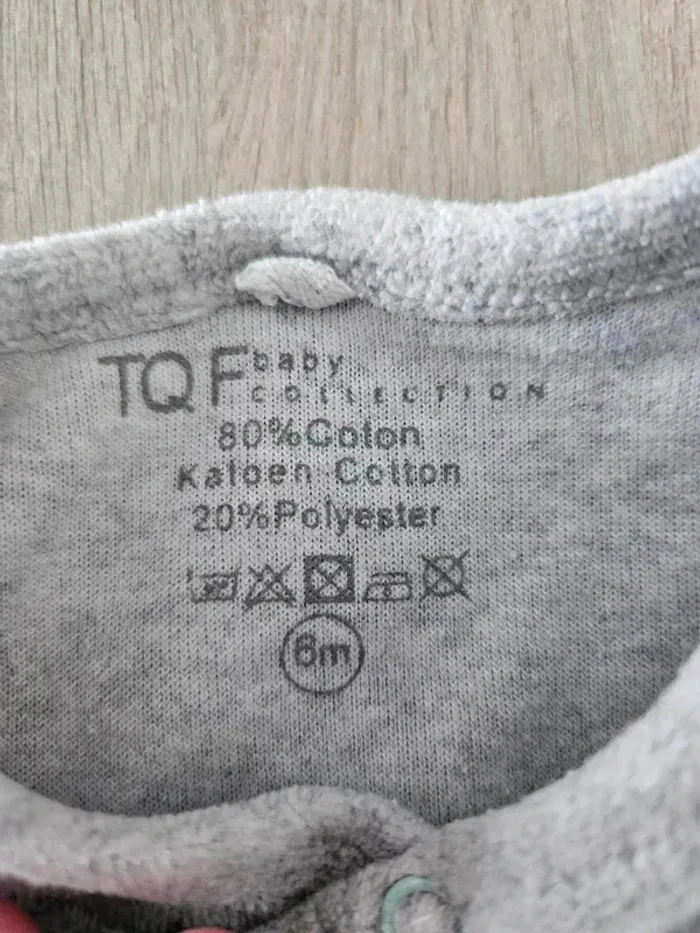 TQF baby
COLLECTION
80%Coton
Katoen Cotton
20%Polyester
6m